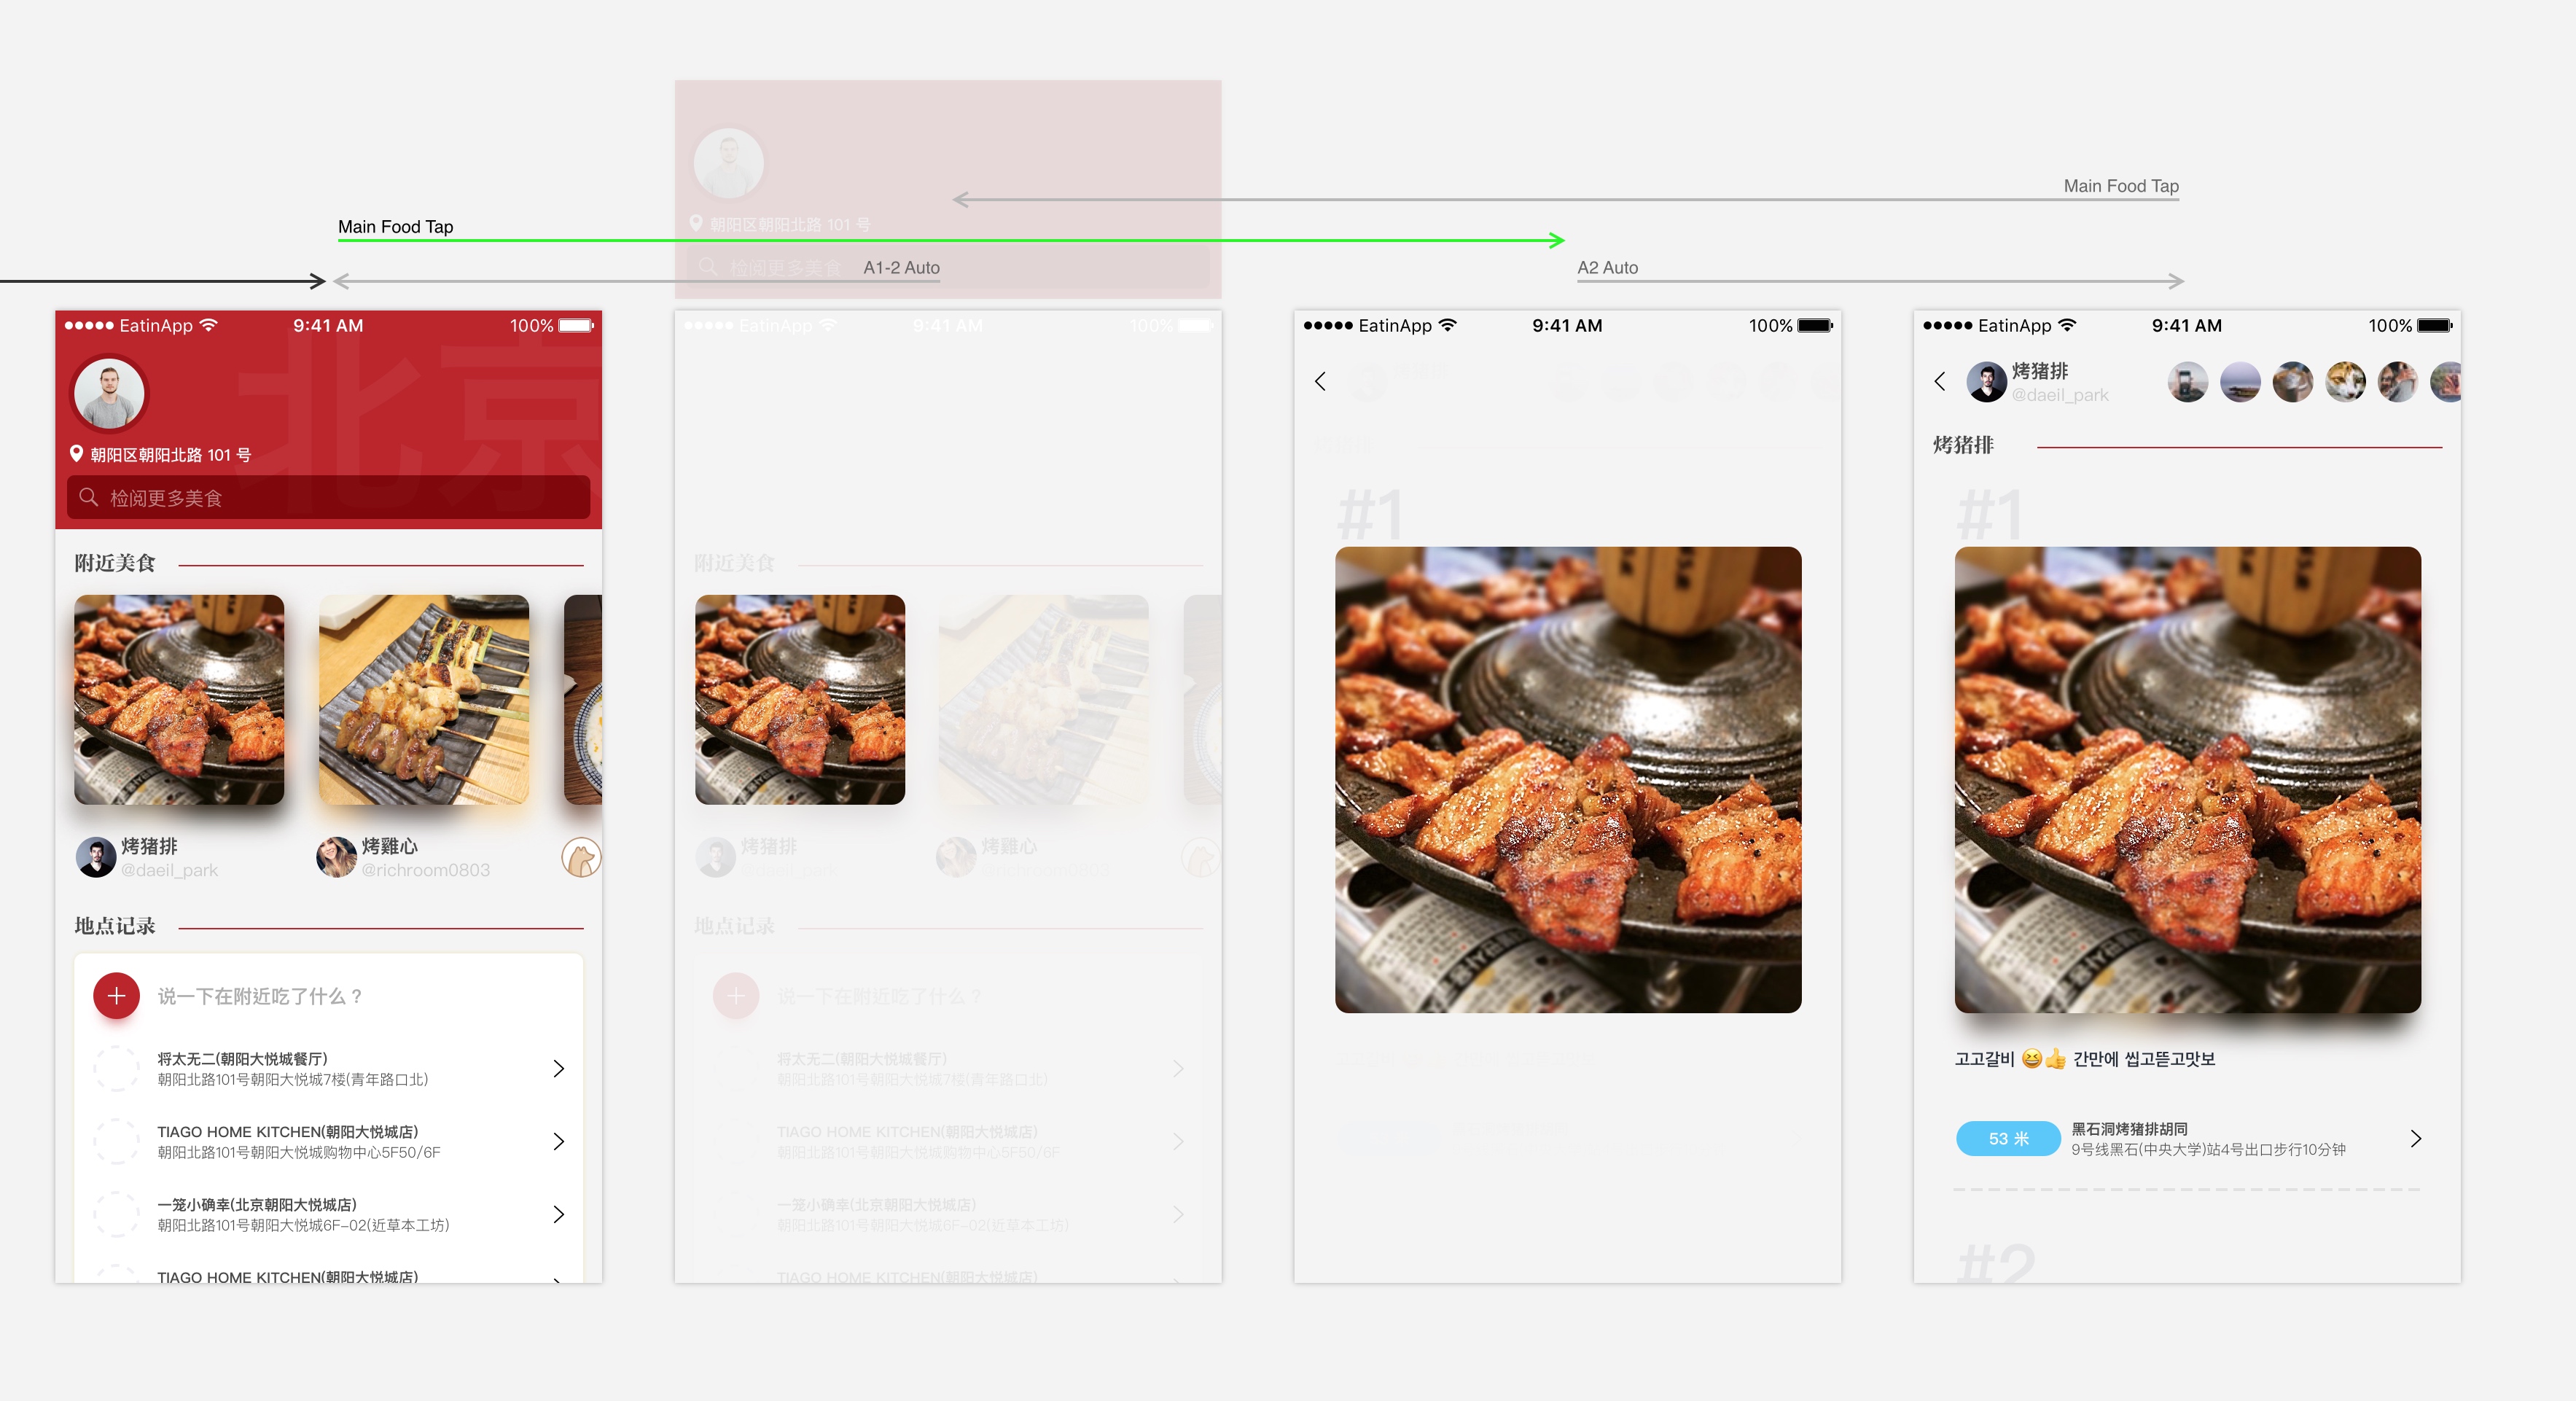 Main Food Tap
Main Food Tap
A1-2 Auto
A2 Auto
朝阳区朝阳北路 101 号
检阅更多美食
EatinApp
9:41 AM
100%
北京
朝阳区朝阳北路 101 号
检阅更多美食
附近美食
烤猪排
@daeil_park
烤雞心
@richroom0803
地点记录
说一下在附近吃了什么？
将太无二(朝阳大悦城餐厅)
朝阳北路101号朝阳大悦城7楼(青年路口北)
TIAGO HOME KITCHEN(朝阳大悦城店)
朝阳北路101号朝阳大悦城购物中心5F50/6F
一笼小确幸(北京朝阳大悦城店)
朝阳北路101号朝阳大悦城6F-02(近草本工坊)
TIAGO HOME KITCHEN(朝阳大悦城店)
EatinApp
9:41 AM
100%
附近美食
烤猪排
烤雞心
@richroom0803
地点记录
说一下在附近吃了什么？
将太无二(朝阳大悦城餐厅)
朝阳北路101号朝阳大悦城7楼(青年路口北)
TIAGO HOME KITCHEN(朝阳大悦城店)
朝阳北路101号朝阳大悦城购物中心5F50/6F
一笼小确幸(北京朝阳大悦城店)
朝阳北路101号朝阳大悦城6F-02(近草本工坊)
TIAGO HOME KITCHEN(朝阳大悦城店)
EatinApp
9:41 AM
100%
#1
EatinApp
9:41 AM
100%
烤猪排
@daeil_park
烤猪排
#1
고고갈비 😆👍 간만에 씹고뜯고맛보
53 米
黑石洞烤猪排胡同
9号线黑石(中央大学)站4号出口步行10分钟
#2